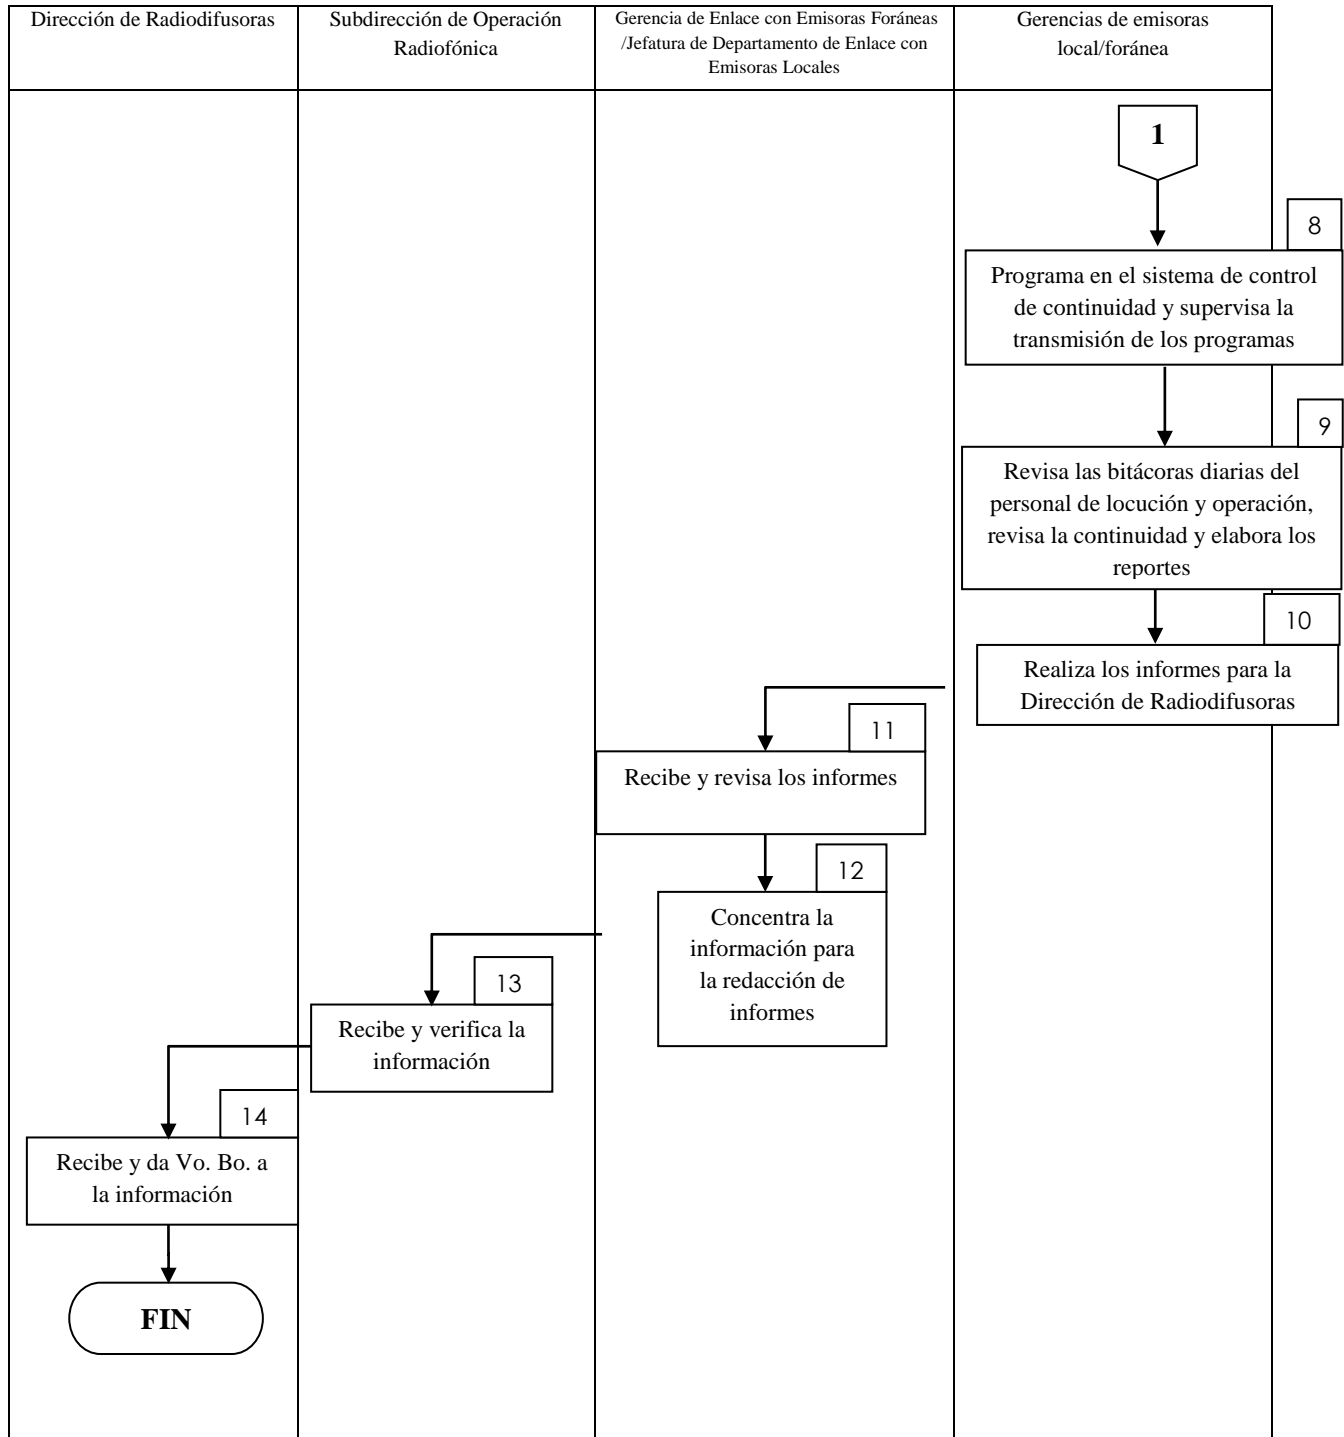 Dirección de Radiodifusoras
Subdirección de Operación
Radiofónica
Gerencia de Enlace con Emisoras Foráneas
/Jefatura de Departamento de Enlace con
Emisoras Locales
Gerencias de emisoras
local/foránea
1
8
Programa en el sistema de control
de continuidad y supervisa la
transmisión de los programas
9
Revisa las bitácoras diarias del
personal de locución y operación,
revisa la continuidad y elabora los
reportes
10
Realiza los informes para la
Dirección de Radiodifusoras
11
Recibe y revisa los informes
12
Concentra la
información para
la redacción de
informes
13
Recibe y verifica la
información
14
Recibe y da Vo. Bo. a
la información
FIN